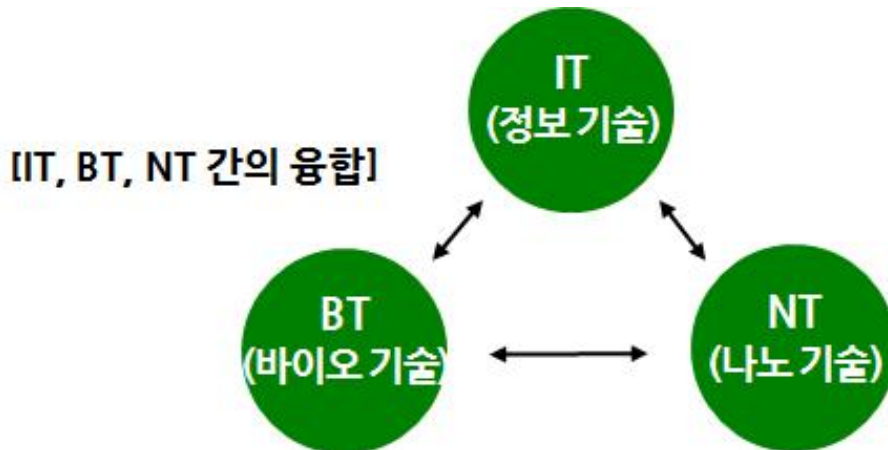 IT
(정보 기술)
[IT, BT, NT 간의 융합]
BT
(바이오 기술)
NT
(나노 기술)